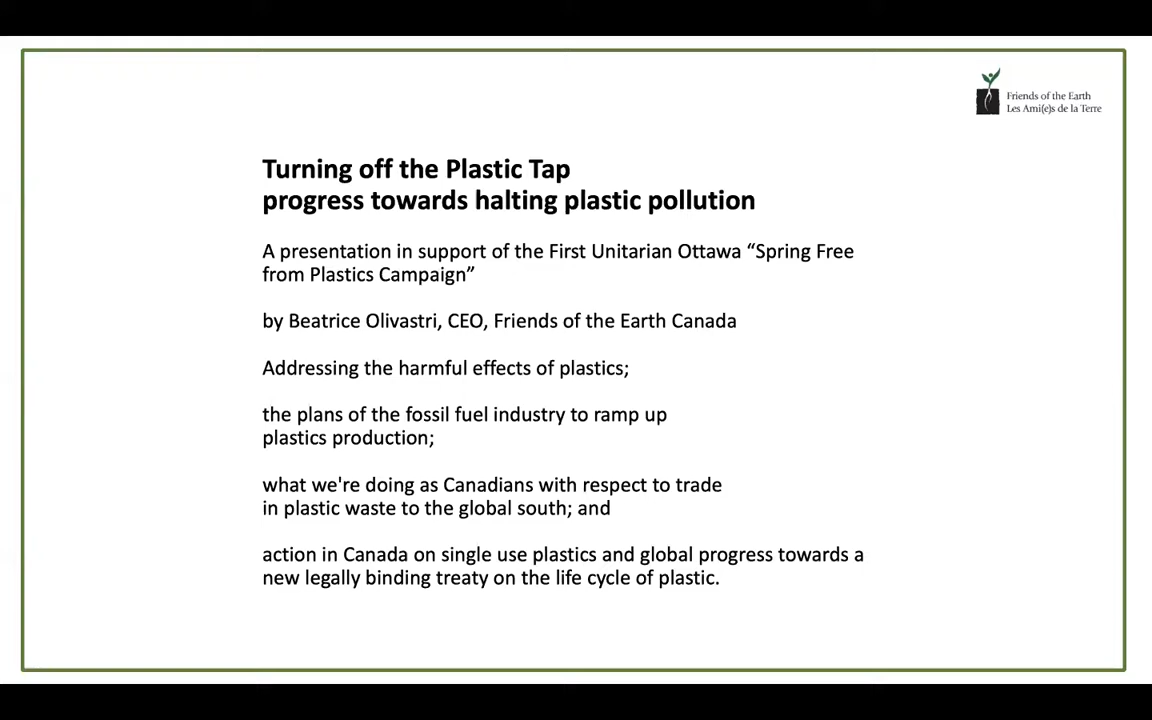 Friends of the Earth
Les Ami(e)s de la Terre
Turning off the Plastic Tap
progress towards halting plastic pollution
A presentation in support of the First Unitarian Ottawa “Spring Free
from Plastics Campaign”
by Beatrice Olivastri, CEO, Friends of the Earth Canada
Addressing the harmful effects of plastics;
the plans of the fossil fuel industry to ramp up
plastics production;
what we're doing as Canadians with respect to trade
in plastic waste to the global south; and
action in Canada on single use plastics and global progress towards a
new legally binding treaty on the life cycle of plastic.